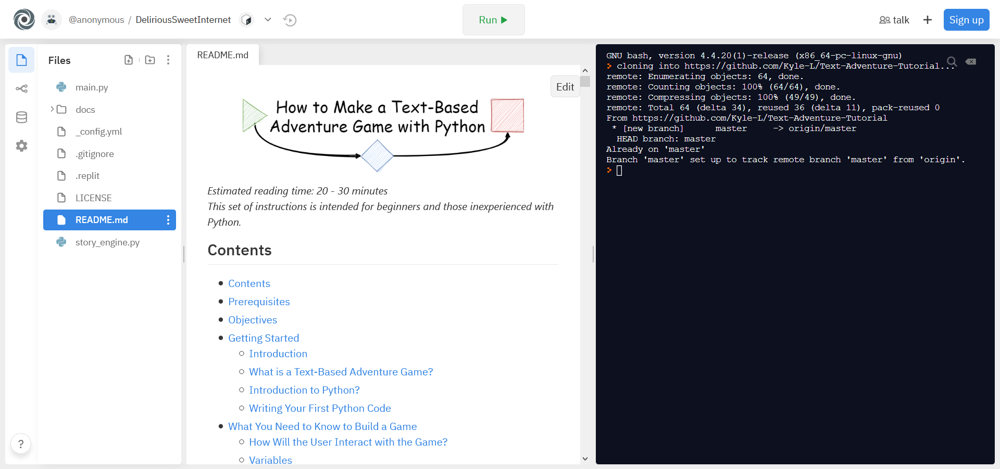 @anonymous / DeliriousSweetInternet
Run
talk
Sign up
Files
main.py
docs
_config.yml
.gitignore
.replit
LICENSE
README.md
story_engine.py
?
README.md
Edit
How to Make a Text-Based
Adventure Game with Python
Estimated reading time: 20 - 30 minutes
This set of instructions is intended for beginners and those inexperienced with
Python.
Contents
Contents
Prerequisites
Objectives
Getting Started
Introduction
What is a Text-Based Adventure Game?
Introduction to Python?
Writing Your First Python Code
What You Need to Know to Build a Game
How Will the User Interact with the Game?
Variables
GNU bash, version 4.4.20(1)-release (x86_64-pc-linux-gnu)
> cloning into https://github.com/Kyle-L/Text-Adventure-Tutorial...
remote: Enumerating objects: 64, done.
remote: Counting objects: 100% (64/64), done.
remote: Compressing objects: 100% (49/49), done.
remote: Total 64 (delta 34), reused 36 (delta 11), pack-reused 0
From https://github.com/Kyle-L/Text-Adventure-Tutorial
* [new branch]      master     -> origin/master
HEAD branch: master
Already on 'master'
Branch 'master' set up to track remote branch 'master' from 'origin'.
>